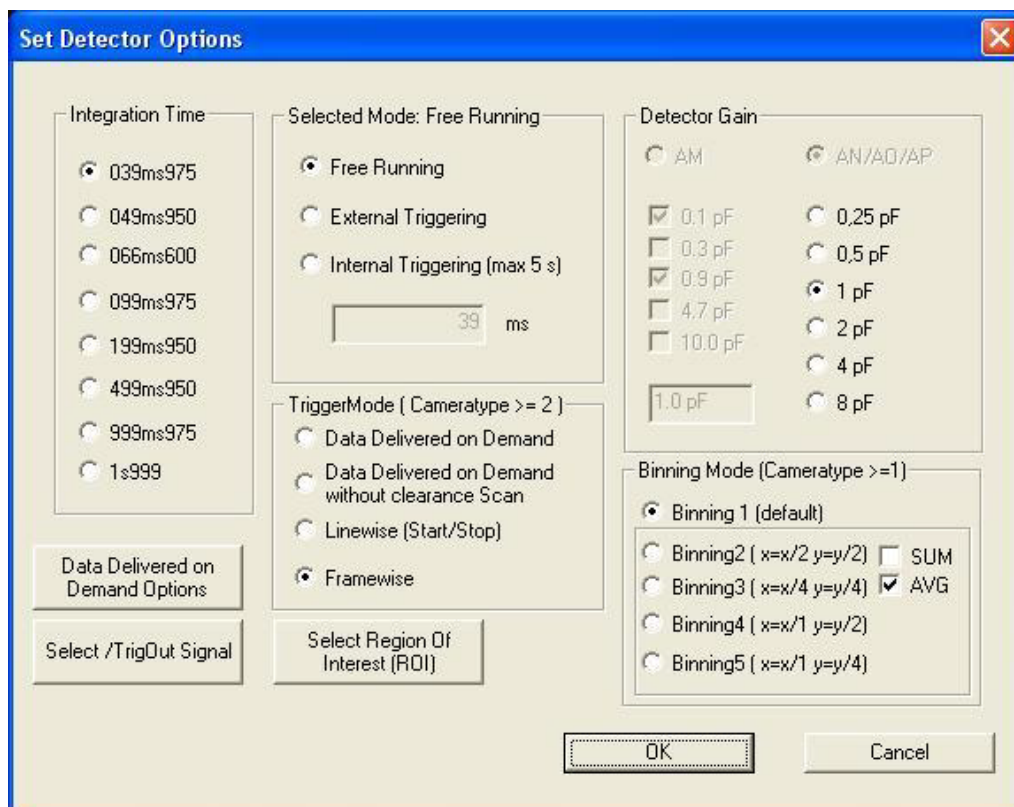 Set Detector Options
Integration Time
039ms975
049ms950
066ms600
099ms975
199ms950
499ms950
999ms975
1s999
Data Delivered on
Demand Options
Select /TrigOut Signal
Selected Mode: Free Running
Free Running
External Triggering
Internal Triggering (max 5 s)
39 ms
TriggerMode ( Cameratype >= 2 )
Data Delivered on Demand
Data Delivered on Demand
without clearance Scan
Linewise (Start/Stop)
Framewise
Select Region Of
Interest (ROI)
Detector Gain
AM
AN/AO/AP
0.1 pF
0.3 pF
0.9 pF
4.7 pF
10.0 pF
1.0 pF
0,25 pF
0,5 pF
1 pF
2 pF
4 pF
8 pF
Binning Mode (Cameratype >=1)
Binning 1 (default)
Binning2 ( x=x/2 y=y/2) SUM
Binning3 ( x=x/4 y=y/4) AVG
Binning4 ( x=x/1 y=y/2)
Binning5 ( x=x/1 y=y/4)
OK
Cancel